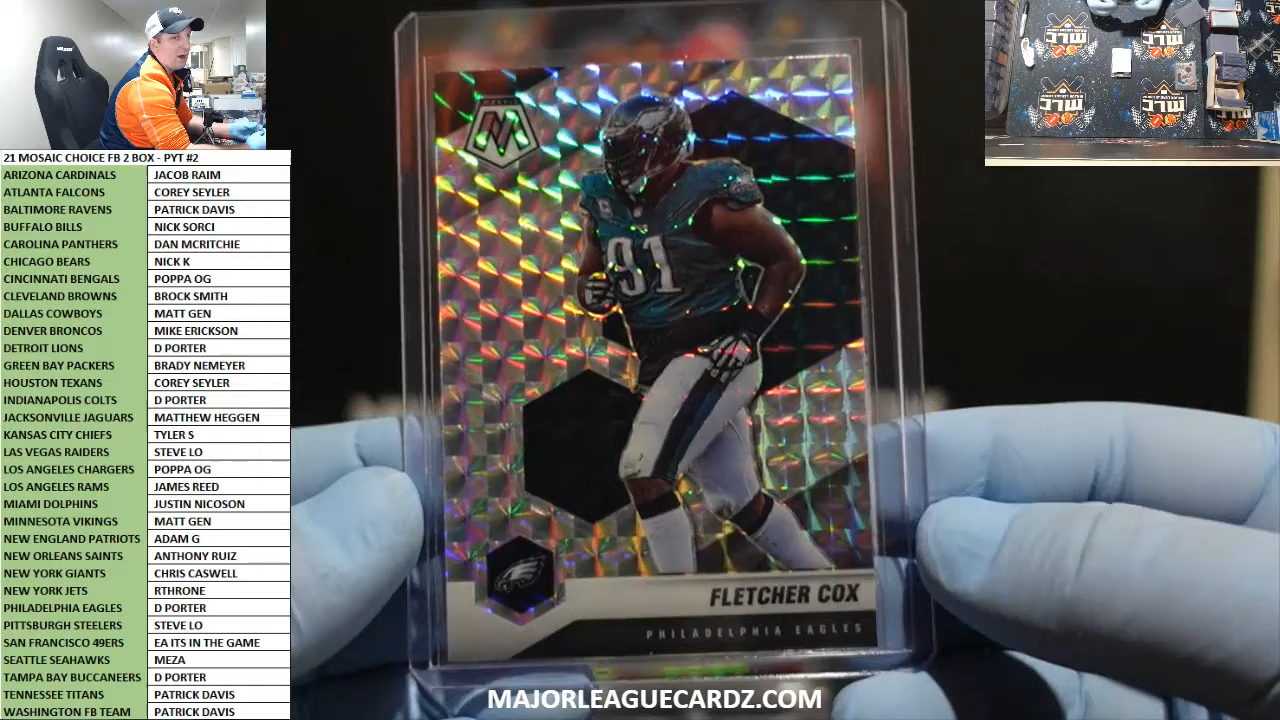 21 MOSAIC CHOICE FB 2 BOX - PYT #2
ARIZONA CARDINALS JACOB RAIM
ATLANTA FALCONS COREY SEYLER
BALTIMORE RAVENS PATRICK DAVIS
BUFFALO BILLS NICK SORCI
CAROLINA PANTHERS DAN MCRITCHIE
CHICAGO BEARS NICK K
CINCINNATI BENGALS POPPA OG
CLEVELAND BROWNS BROCK SMITH
DALLAS COWBOYS MATT GEN
DENVER BRONCOS MIKE ERICKSON
DETROIT LIONS D PORTER
GREEN BAY PACKERS BRADY NEMEYER
HOUSTON TEXANS COREY SEYLER
INDIANAPOLIS COLTS D PORTER
JACKSONVILLE JAGUARS MATTHEW HEGGEN
KANSAS CITY CHIEFS TYLER S
LAS VEGAS RAIDERS STEVE LO
LOS ANGELES CHARGERS POPPA OG
LOS ANGELES RAMS JAMES REED
MIAMI DOLPHINS JUSTIN NICOSON
MINNESOTA VIKINGS MATT GEN
NEW ENGLAND PATRIOTS ADAM G
NEW ORLEANS SAINTS ANTHONY RUIZ
NEW YORK GIANTS CHRIS CASWELL
NEW YORK JETS RTHRONE
PHILADELPHIA EAGLES D PORTER
PITTSBURGH STEELERS STEVE LO
SAN FRANCISCO 49ERS EA ITS IN THE GAME
SEATTLE SEAHAWKS MEZA
TAMPA BAY BUCCANEERS D PORTER
TENNESSEE TITANS PATRICK DAVIS
WASHINGTON FB TEAM PATRICK DAVIS
MOSAIC
M
91
FLETCHER COX
PHILADELPHIA EAGLES
MAJORLEAGUECARDZ.COM